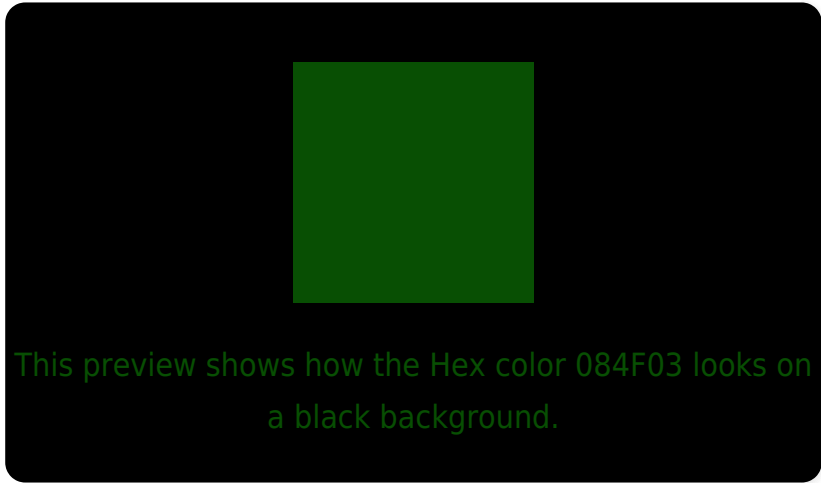 This preview shows how the Hex color 084F03 looks on
a black background.